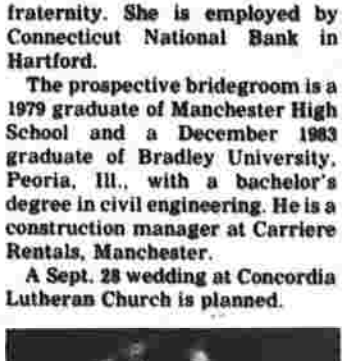 fraternity. She is employed by
Connecticut National Bank in
Hartford.
The prospective bridegroom is a
1979 graduate of Manchester High
School and a December 1983
graduate of Bradley University,
Peoria, Ill., with a bachelor's
degree in civil engineering. He is a
construction manager at Carriere
Rentals, Manchester.
A Sept. 28 wedding at Concordia
Lutheran Church is planned.